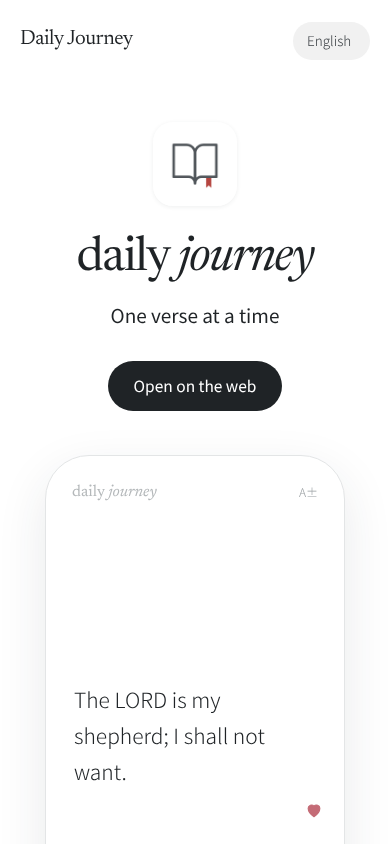 Daily Journey
English
daily journey
One verse at a time
Open on the web
daily journey
A±
The LORD is my
shepherd; I shall not
want.